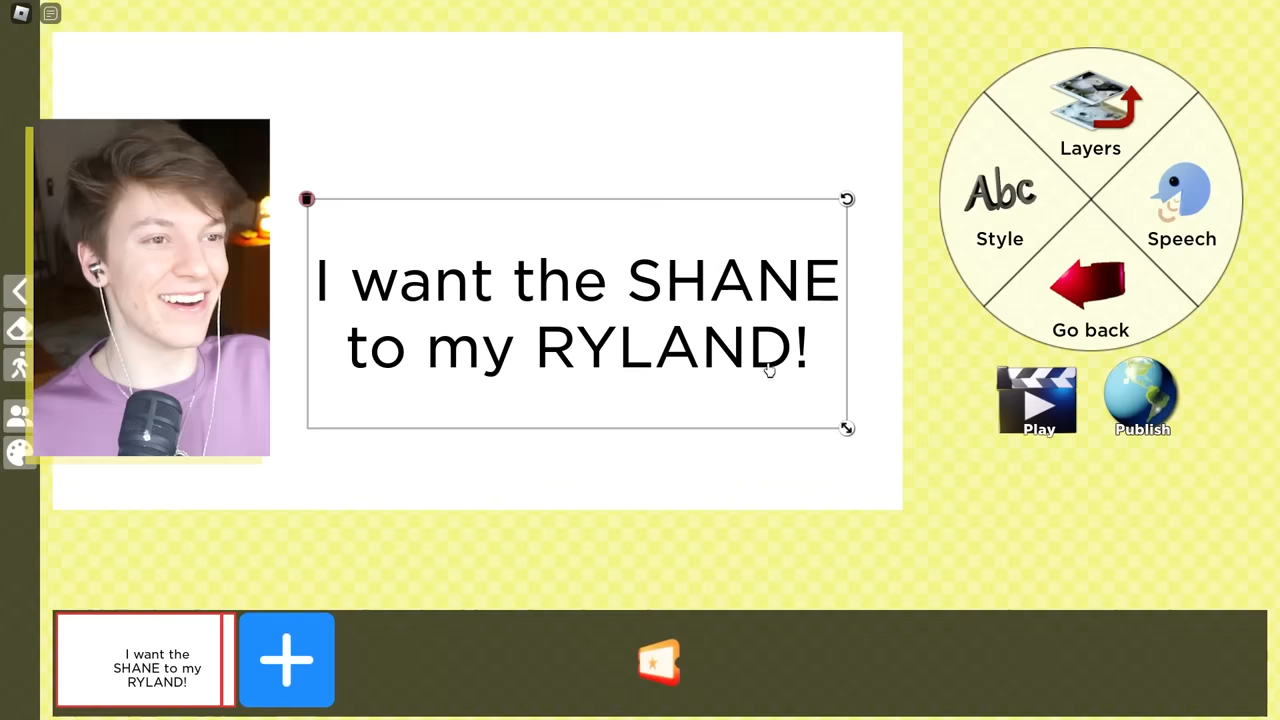 Layers
Abc
Style
Speech
I want the SHANE
to my RYLAND!
Go back
Play
Publish
I want the
SHANE to my
RYLAND!